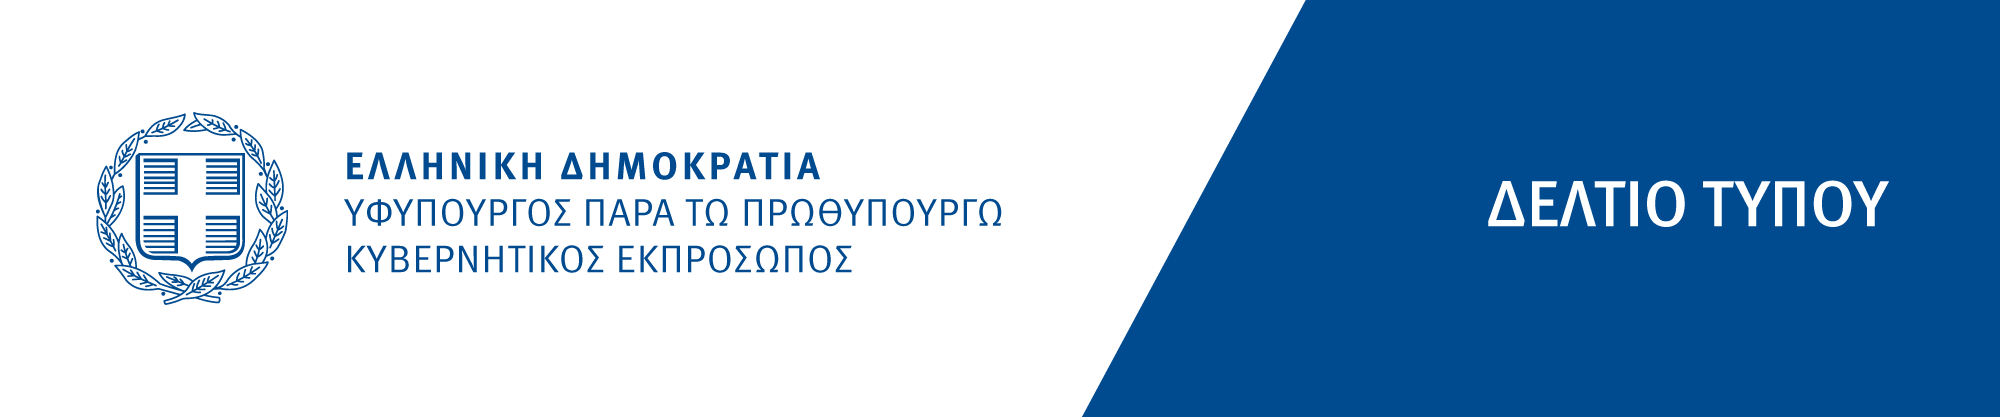 ΕΛΛΗΝΙΚΗ ΔΗΜΟΚΡΑΤΙΑ
ΥΦΥΠΟΥΡΓΟΣ ΠΑΡΑ ΤΩ ΠΡΩΘΥΠΟΥΡΓΩ
ΚΥΒΕΡΝΗΤΙΚΟΣ ΕΚΠΡΟΣΩΠΟΣ
ΔΕΛΤΙΟ ΤΥΠΟΥ